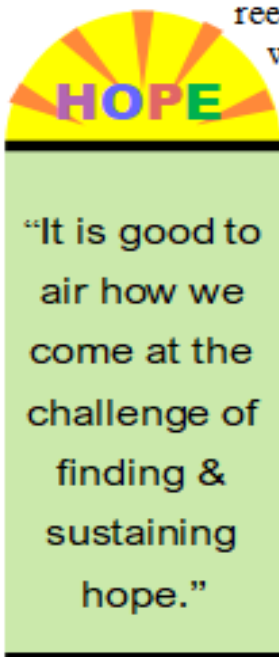 HOPE
“It is good to
air how we
come at the
challenge of
finding &
sustaining
hope.”